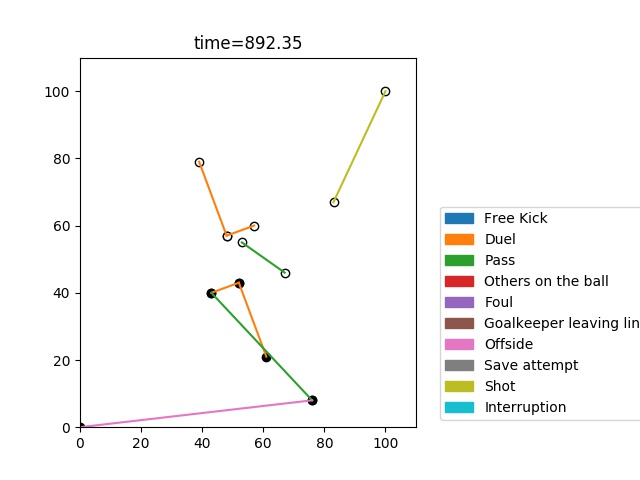 time=892.35
100
80
60
40
20
0
0 20 40 60 80 100
Free Kick
Duel
Pass
Others on the ball
Foul
Goalkeeper leaving lin
Offside
Save attempt
Shot
Interruption